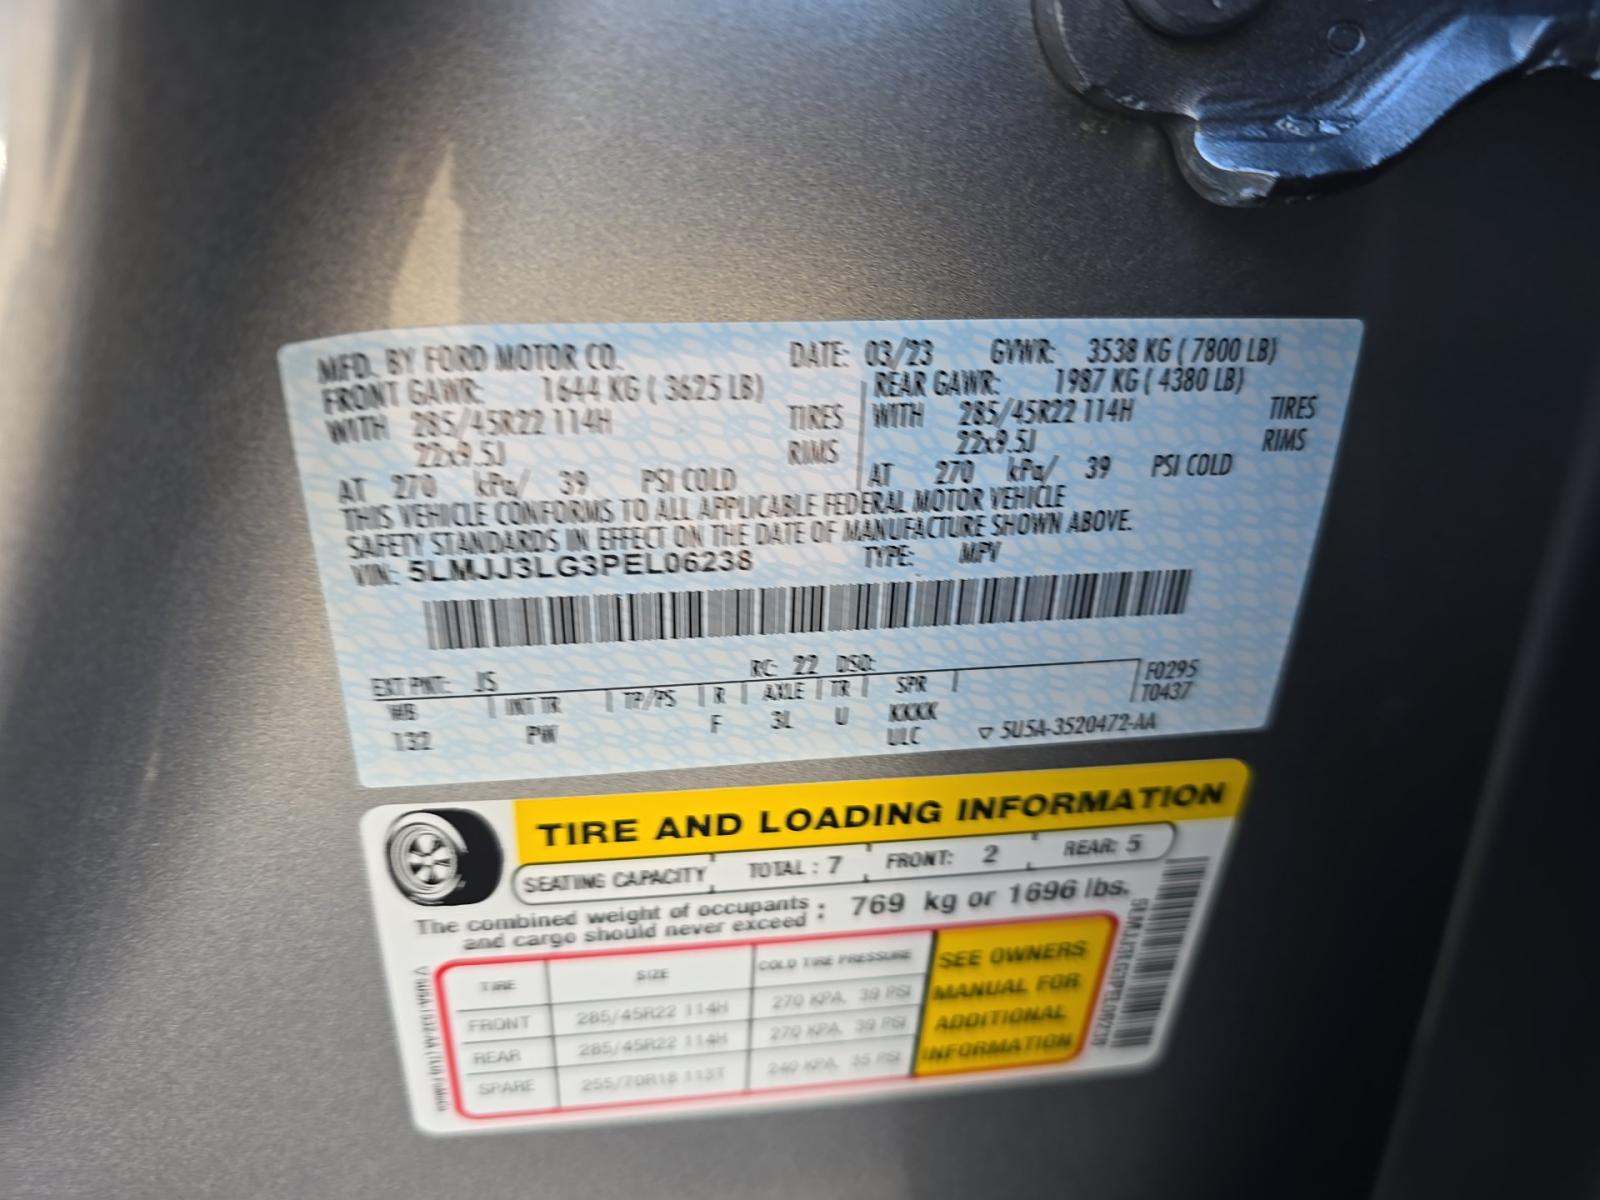 MFD. BY FORD MOTOR CO. DATE: 03/23 GVWR: 3538 KG ( 7800 LB)
FRONT GAWR: 1644 KG ( 3625 LB) REAR GAWR: 1987 KG ( 4380 LB)
WITH 285/45R22 114H TIRES WITH 285/45R22 114H TIRES
22x9.5J RIMS 22x9.5J RIMS
AT 270 kPa/ 39 PSI COLD AT 270 kPa/ 39 PSI COLD
THIS VEHICLE CONFORMS TO ALL APPLICABLE FEDERAL MOTOR VEHICLE
SAFETY STANDARDS IN EFFECT ON THE DATE OF MANUFACTURE SHOWN ABOVE.
VIN: 5LMJJ3LG3PEL06238 TYPE: MPV
EXT PNT: JS RC: 22 DSO: F0295
WB INT TR TP/PS R AXLE TR SPR T0437
132 PW F 3L U KKKK
ULC ▽ 5U5A-3520472-AA
TIRE AND LOADING INFORMATION
SEATING CAPACITY TOTAL : 7 FRONT: 2 REAR: 5
The combined weight of occupants and cargo should never exceed : 769 kg or 1696 lbs.
TIRE SIZE COLD TIRE PRESSURE SEE OWNERS
FRONT 285/45R22 114H 270 KPA, 39 PSI MANUAL FOR
REAR 285/45R22 114H 270 KPA, 39 PSI ADDITIONAL
SPARE 255/70R18 113T 240 KPA, 35 PSI INFORMATION
5LMJJ3LG3PEL06238